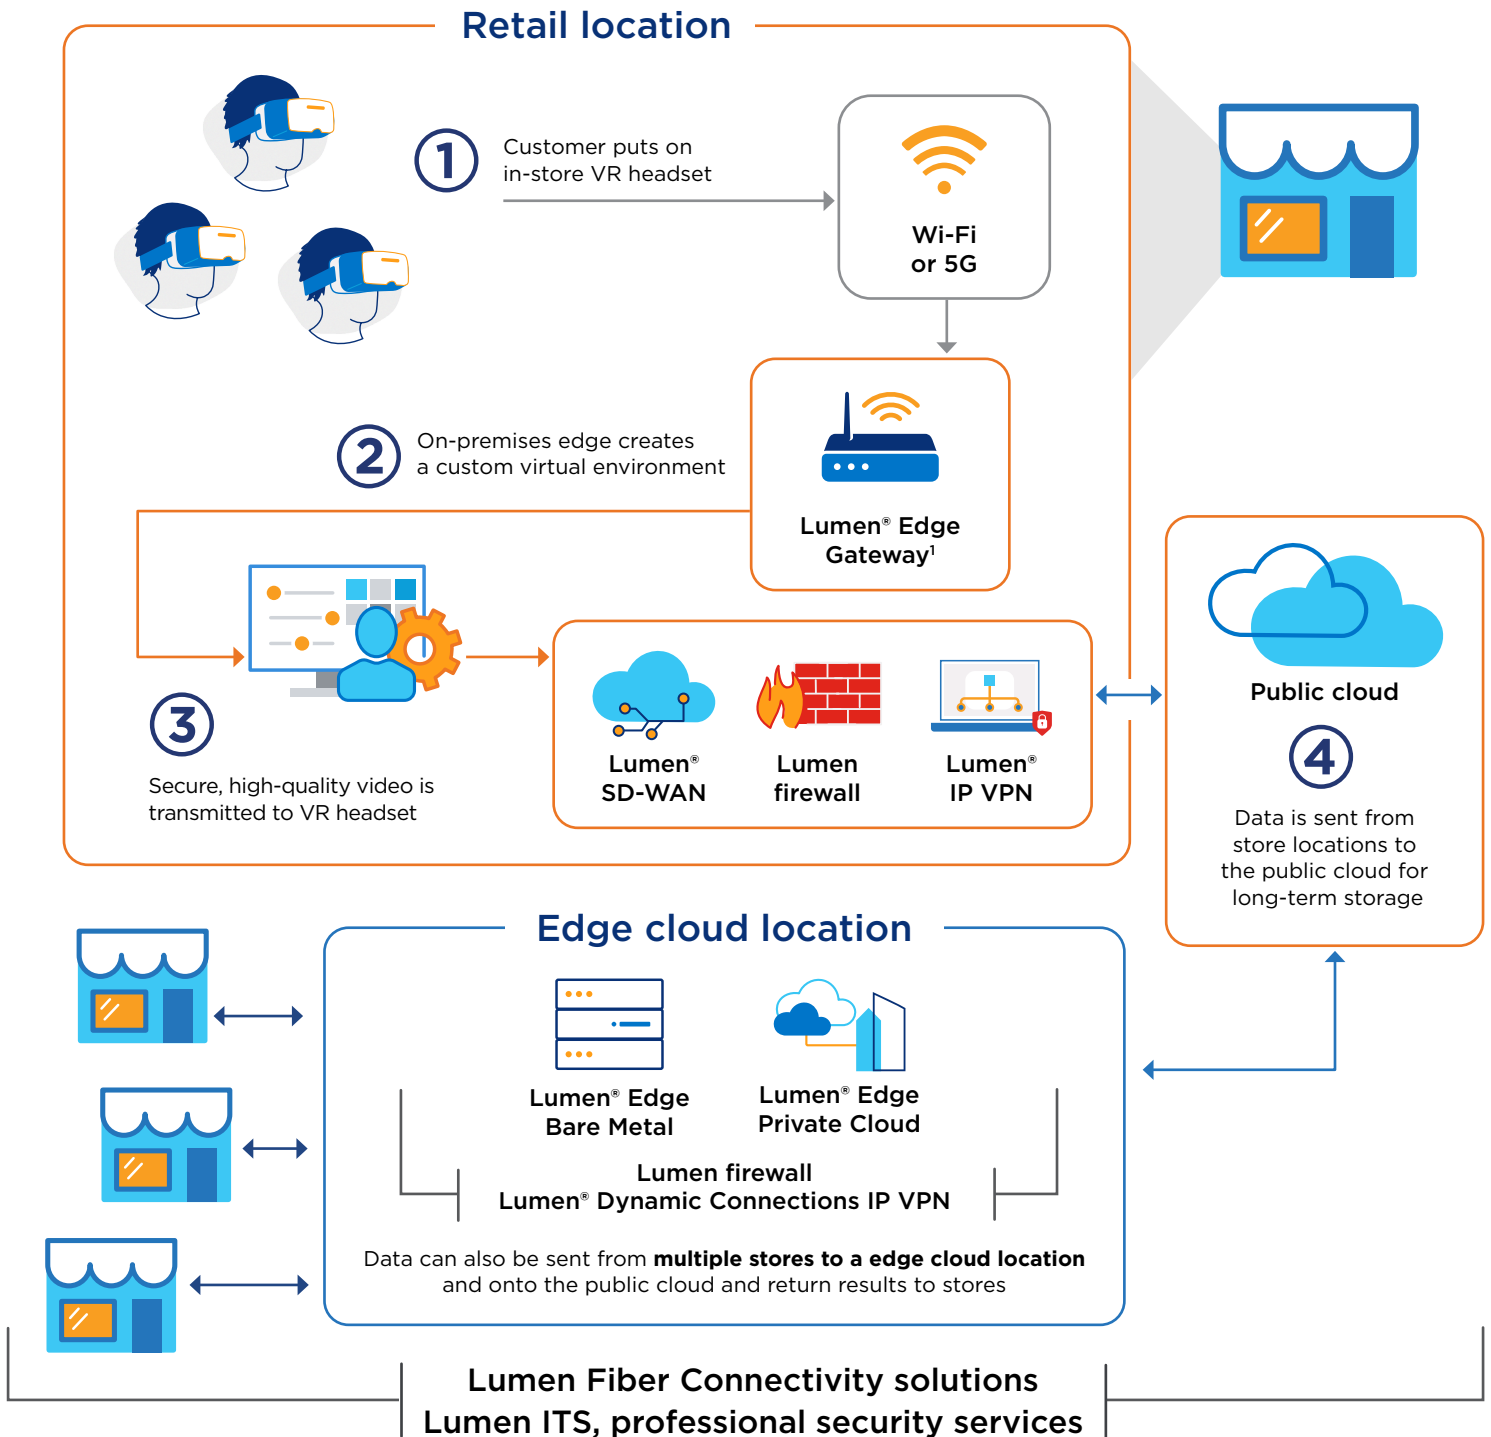 Retail location
1
Customer puts on
in-store VR headset
Wi-Fi
or 5G
2
On-premises edge creates
a custom virtual environment
Lumen® Edge
Gateway¹
3
Secure, high-quality video is
transmitted to VR headset
Lumen®
SD-WAN
Lumen
firewall
Lumen®
IP VPN
Public cloud
4
Data is sent from
store locations to
the public cloud for
long-term storage
Edge cloud location
Lumen® Edge
Bare Metal
Lumen® Edge
Private Cloud
Lumen firewall
Lumen® Dynamic Connections IP VPN
Data can also be sent from multiple stores to a edge cloud location
and onto the public cloud and return results to stores
Lumen Fiber Connectivity solutions
Lumen ITS, professional security services